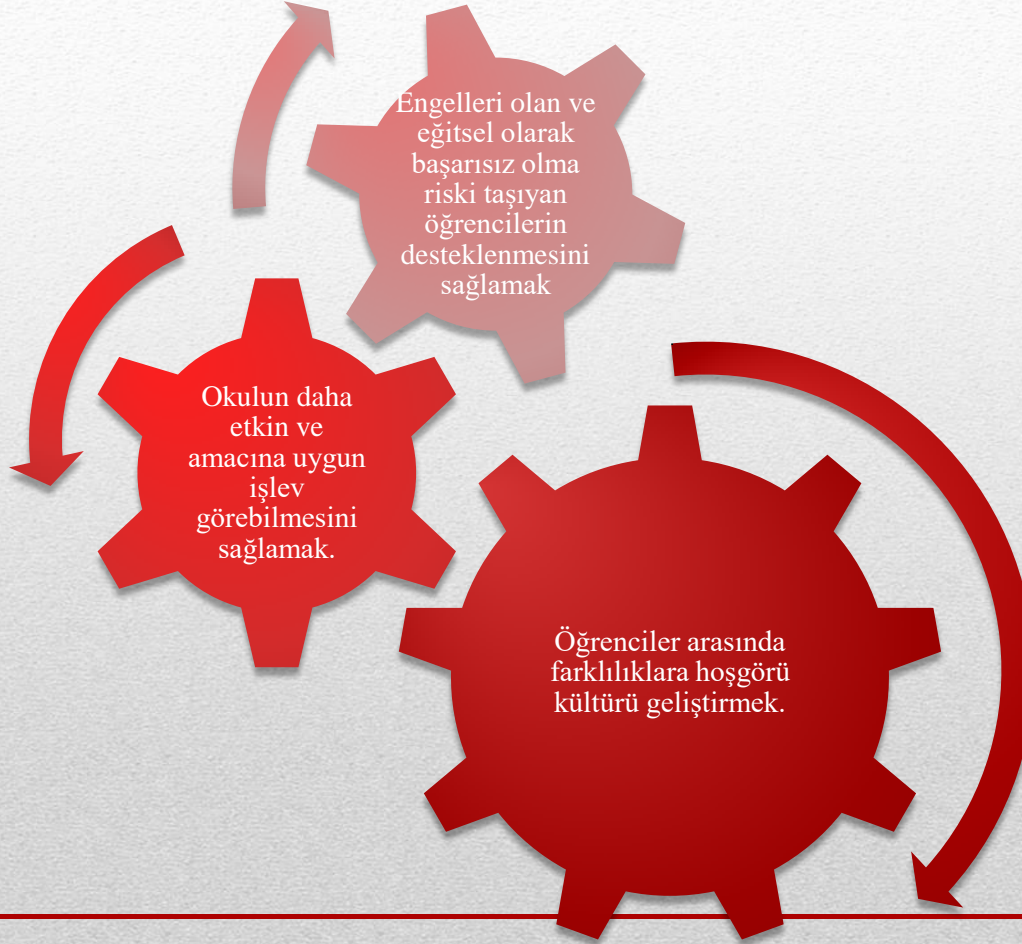 Engelleri olan ve
eğitsel olarak
başarısız olma
riski taşıyan
öğrencilerin
desteklenmesini
sağlamak
Okulun daha
etkin ve
amacına uygun
işlev
görebilmesini
sağlamak.
Öğrenciler arasında
farklılıklara hoşgörü
kültürü geliştirmek.